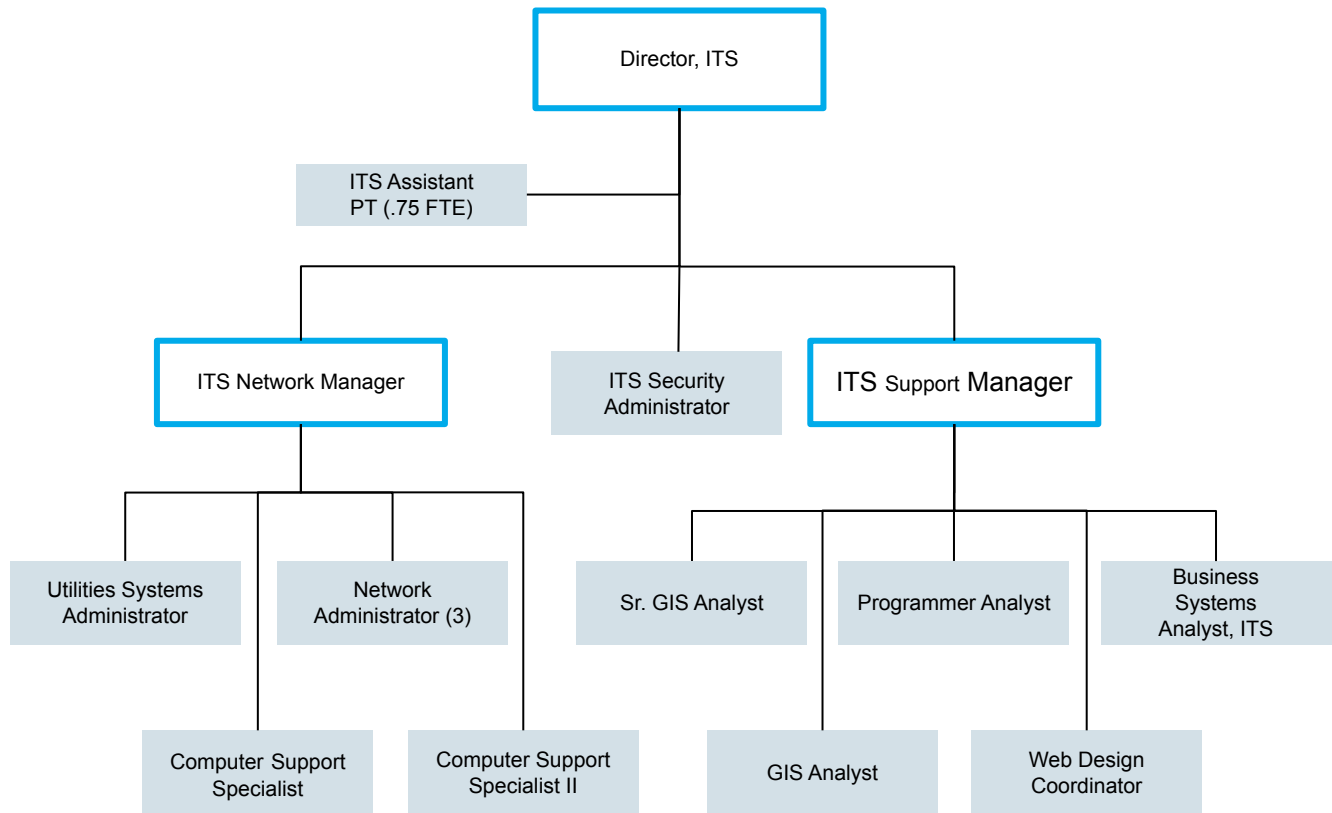 Director, ITS
ITS Assistant
PT (.75 FTE)
ITS Network Manager
ITS Security
Administrator
ITS Support Manager
Utilities Systems
Administrator
Network
Administrator (3)
Sr. GIS Analyst
Programmer Analyst
Business
Systems
Analyst, ITS
Computer Support
Specialist
Computer Support
Specialist II
GIS Analyst
Web Design
Coordinator